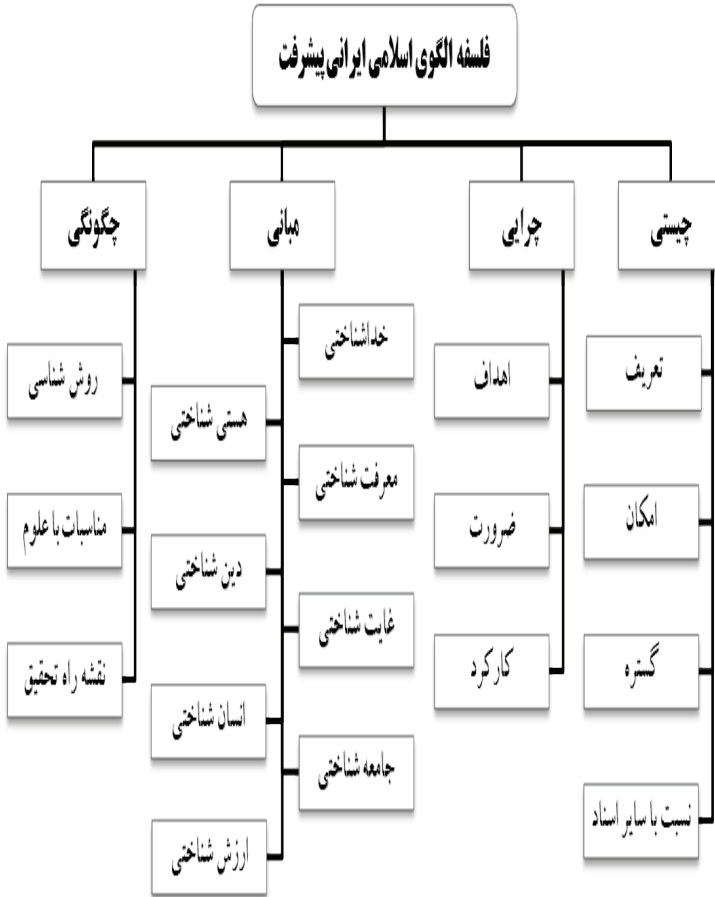 فلسفه الگوی اسلامی ایرانی پیشرفت
چیستی
تعریف
امکان
گستره
نسبت با سایر اسناد
چرایی
اهداف
ضرورت
کارکرد
مبانی
خداشناختی
هستی شناختی
معرفت شناختی
دین شناختی
غایت شناختی
انسان شناختی
جامعه شناختی
ارزش شناختی
چگونگی
روش شناسی
مناسبات با علوم
نقشه راه تحقیق